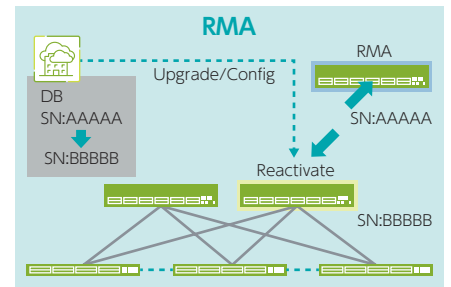 RMA
RMA
Upgrade/Config
DB
SN:AAAAA
SN:AAAAA
SN:BBBBB
Reactivate
SN:BBBBB